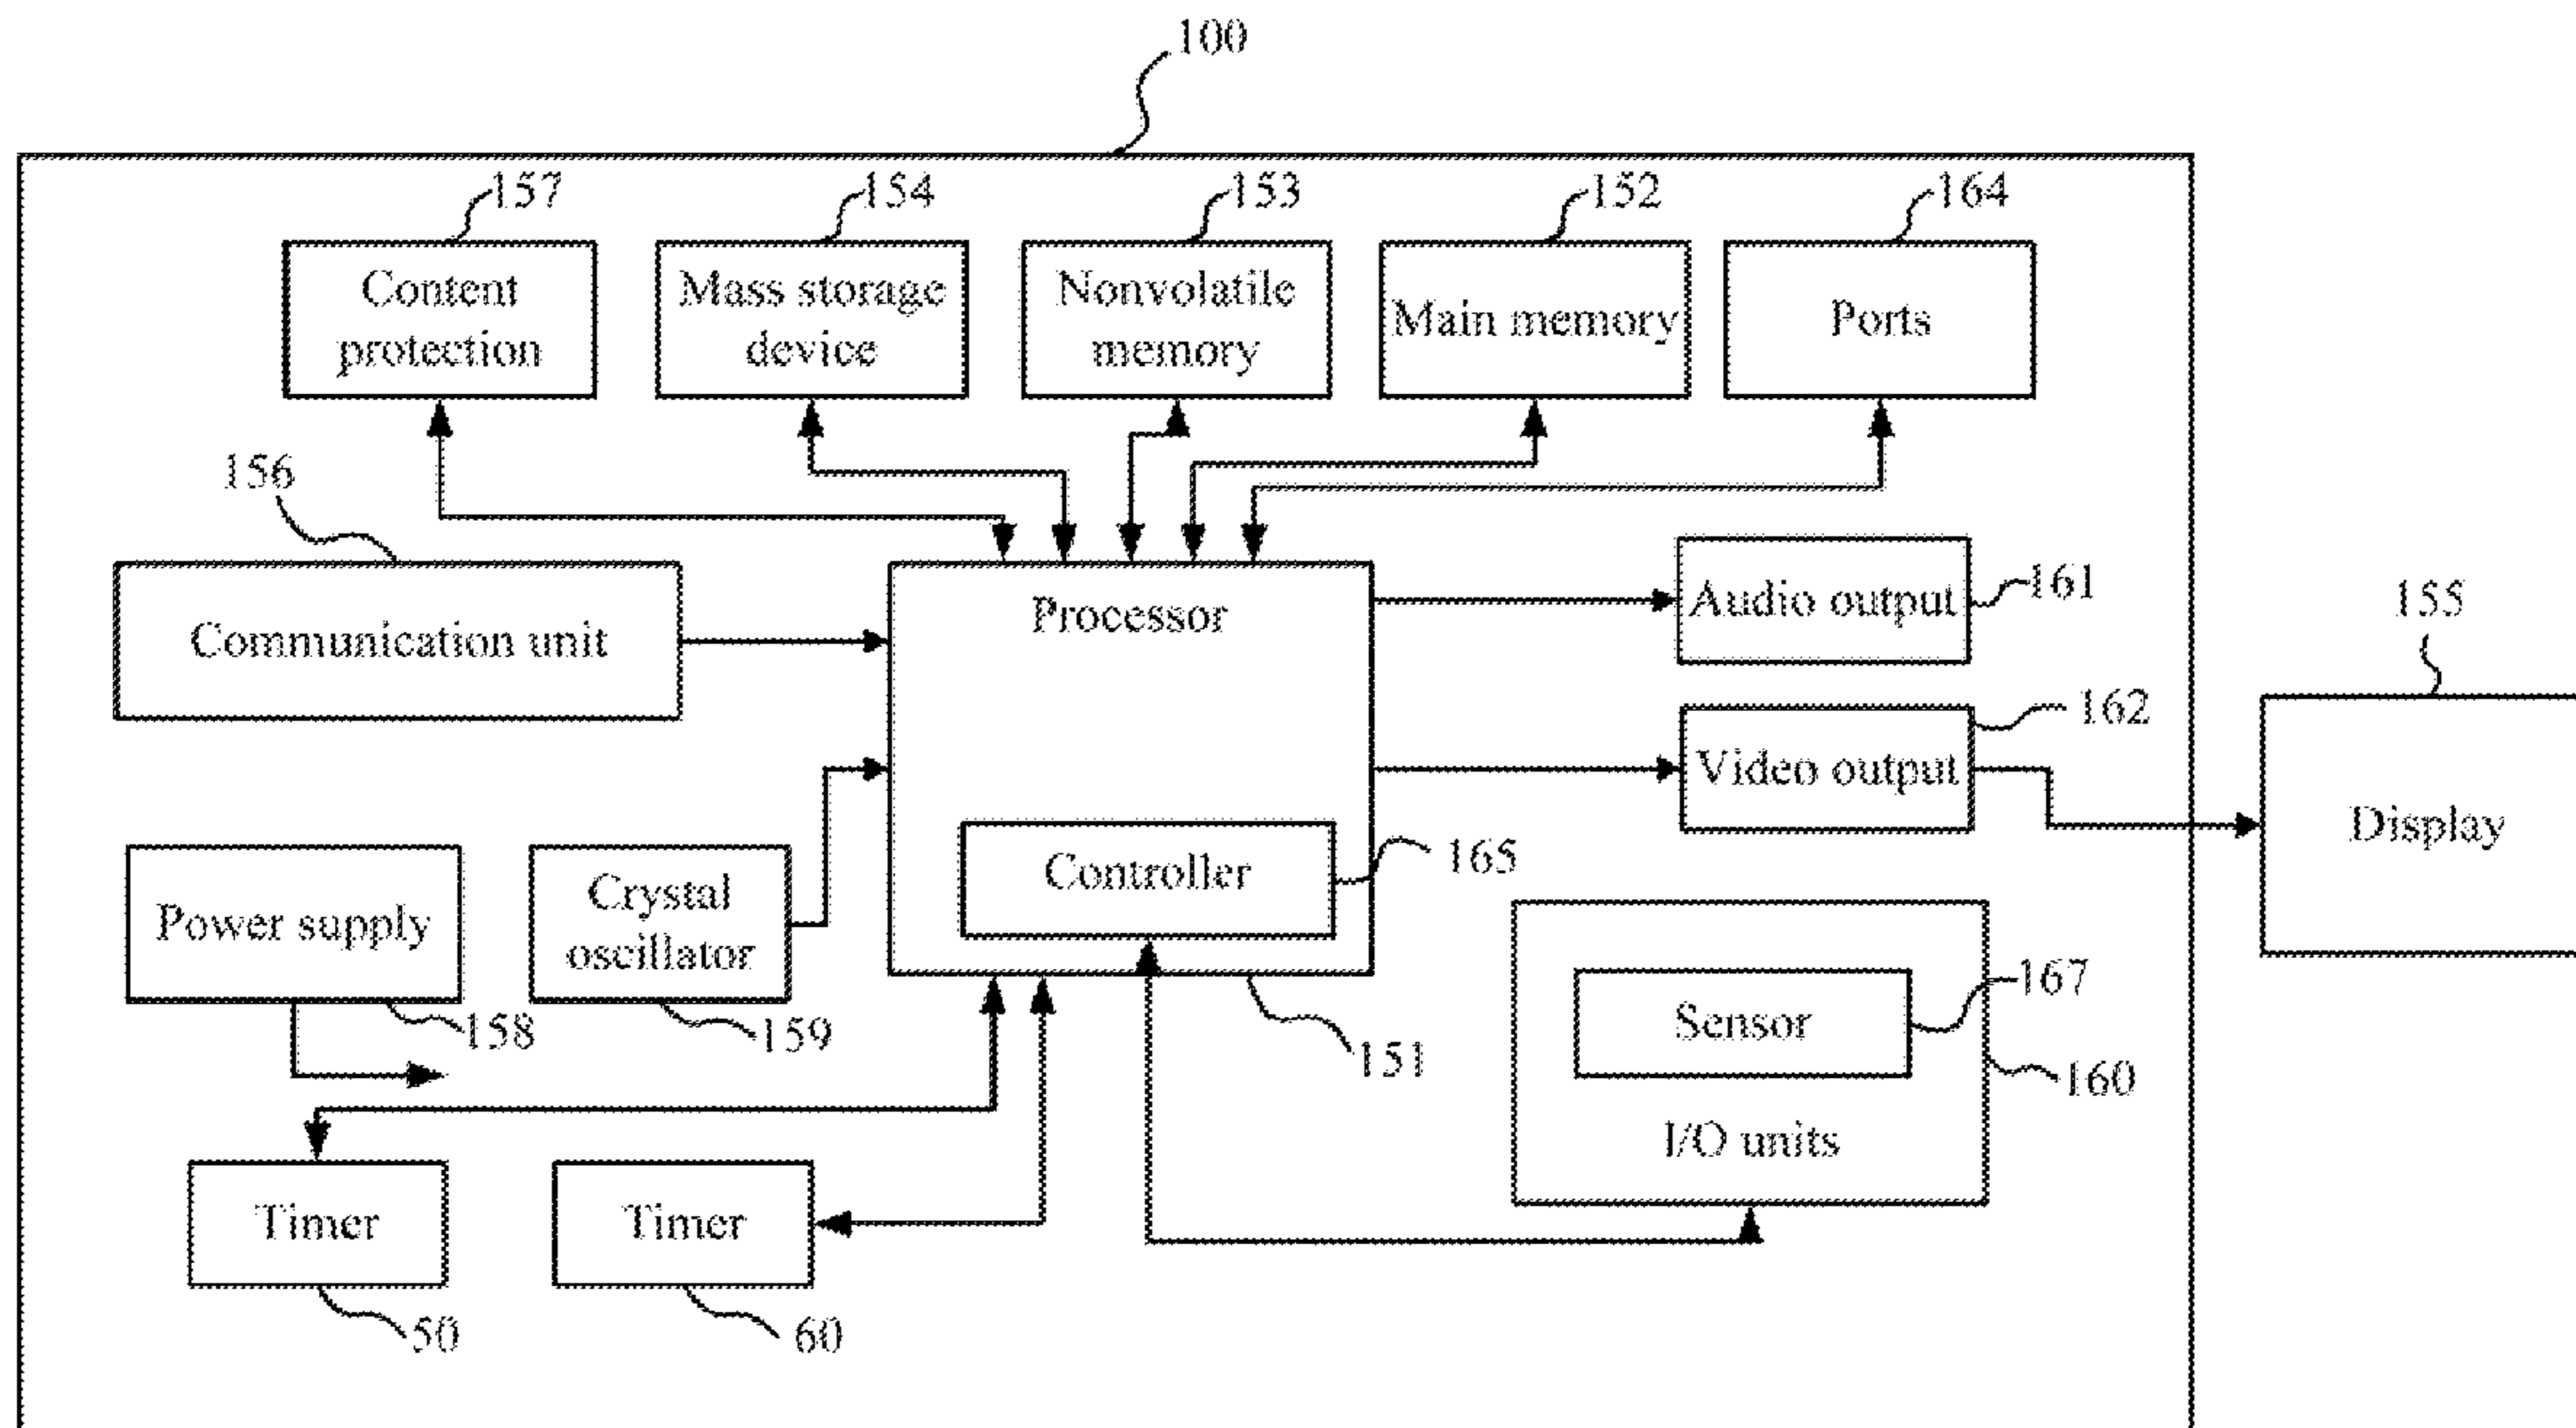 100
157
154
153
152
164
Content
protection
Mass storage
device
Nonvolatile
memory
Main memory
Ports
156
Communication unit
Processor
Audio output
161
155
162
Video output
Display
Controller
165
Power supply
158
Crystal
oscillator
159
151
Sensor
167
160
I/O units
Timer
Timer
50
60